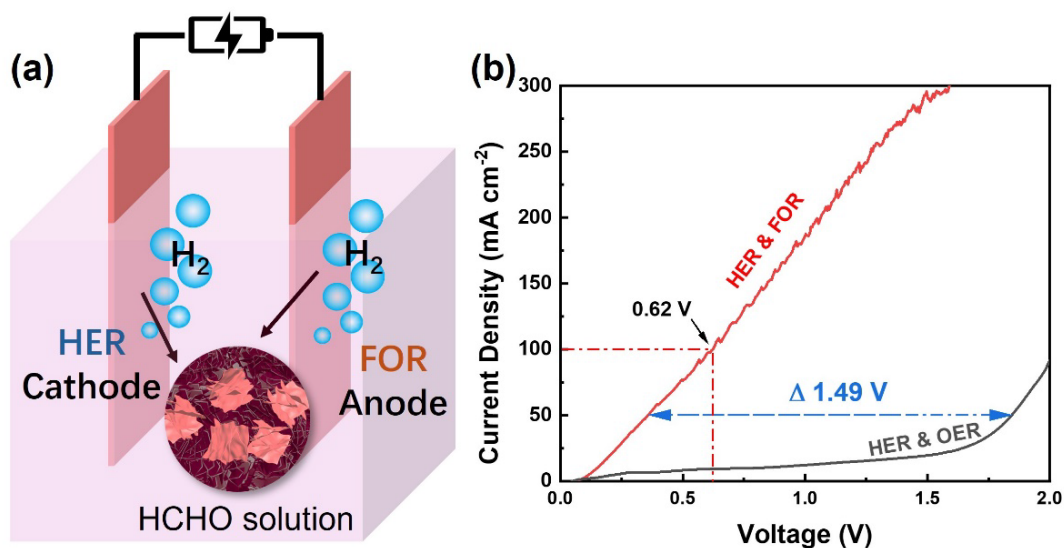 (a)
H2
H2
HER
Cathode
FOR
Anode
HCHO solution
(b)
Current Density (mA cm-2)
300
250
200
150
100
50
0
HER & FOR
0.62 V
Δ 1.49 V
HER & OER
0.0
0.5
1.0
1.5
2.0
Voltage (V)